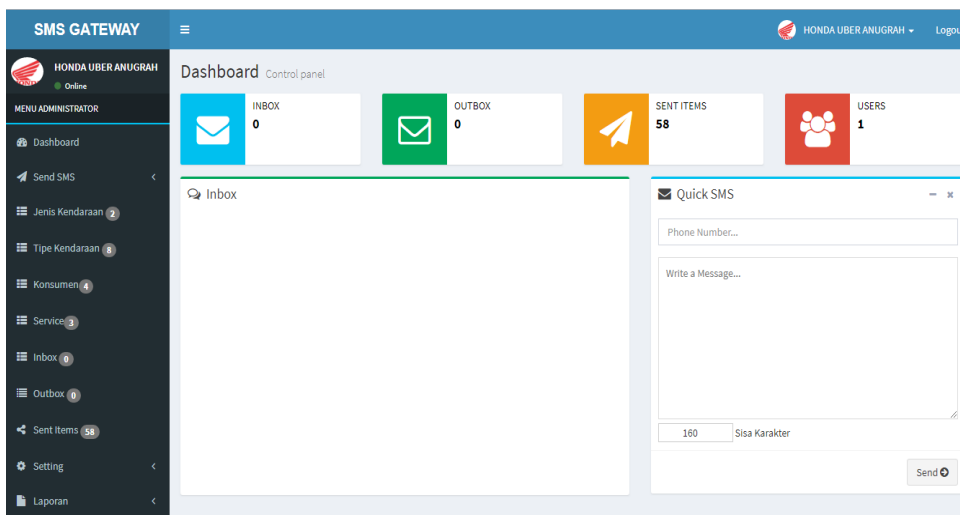 SMS GATEWAY
HONDA UBER ANUGRAH
HONDA UBER ANUGRAH
Online
MENU ADMINISTRATOR
Dashboard
Send SMS
Jenis Kendaraan 2
Tipe Kendaraan 8
Konsumen 4
Service 3
Inbox 0
Outbox 0
Sent Items 58
Setting
Laporan
Dashboard Control panel
INBOX
0
OUTBOX
0
SENT ITEMS
58
USERS
1
Inbox
Quick SMS
Phone Number...
Write a Message...
160 Sisa Karakter
Send